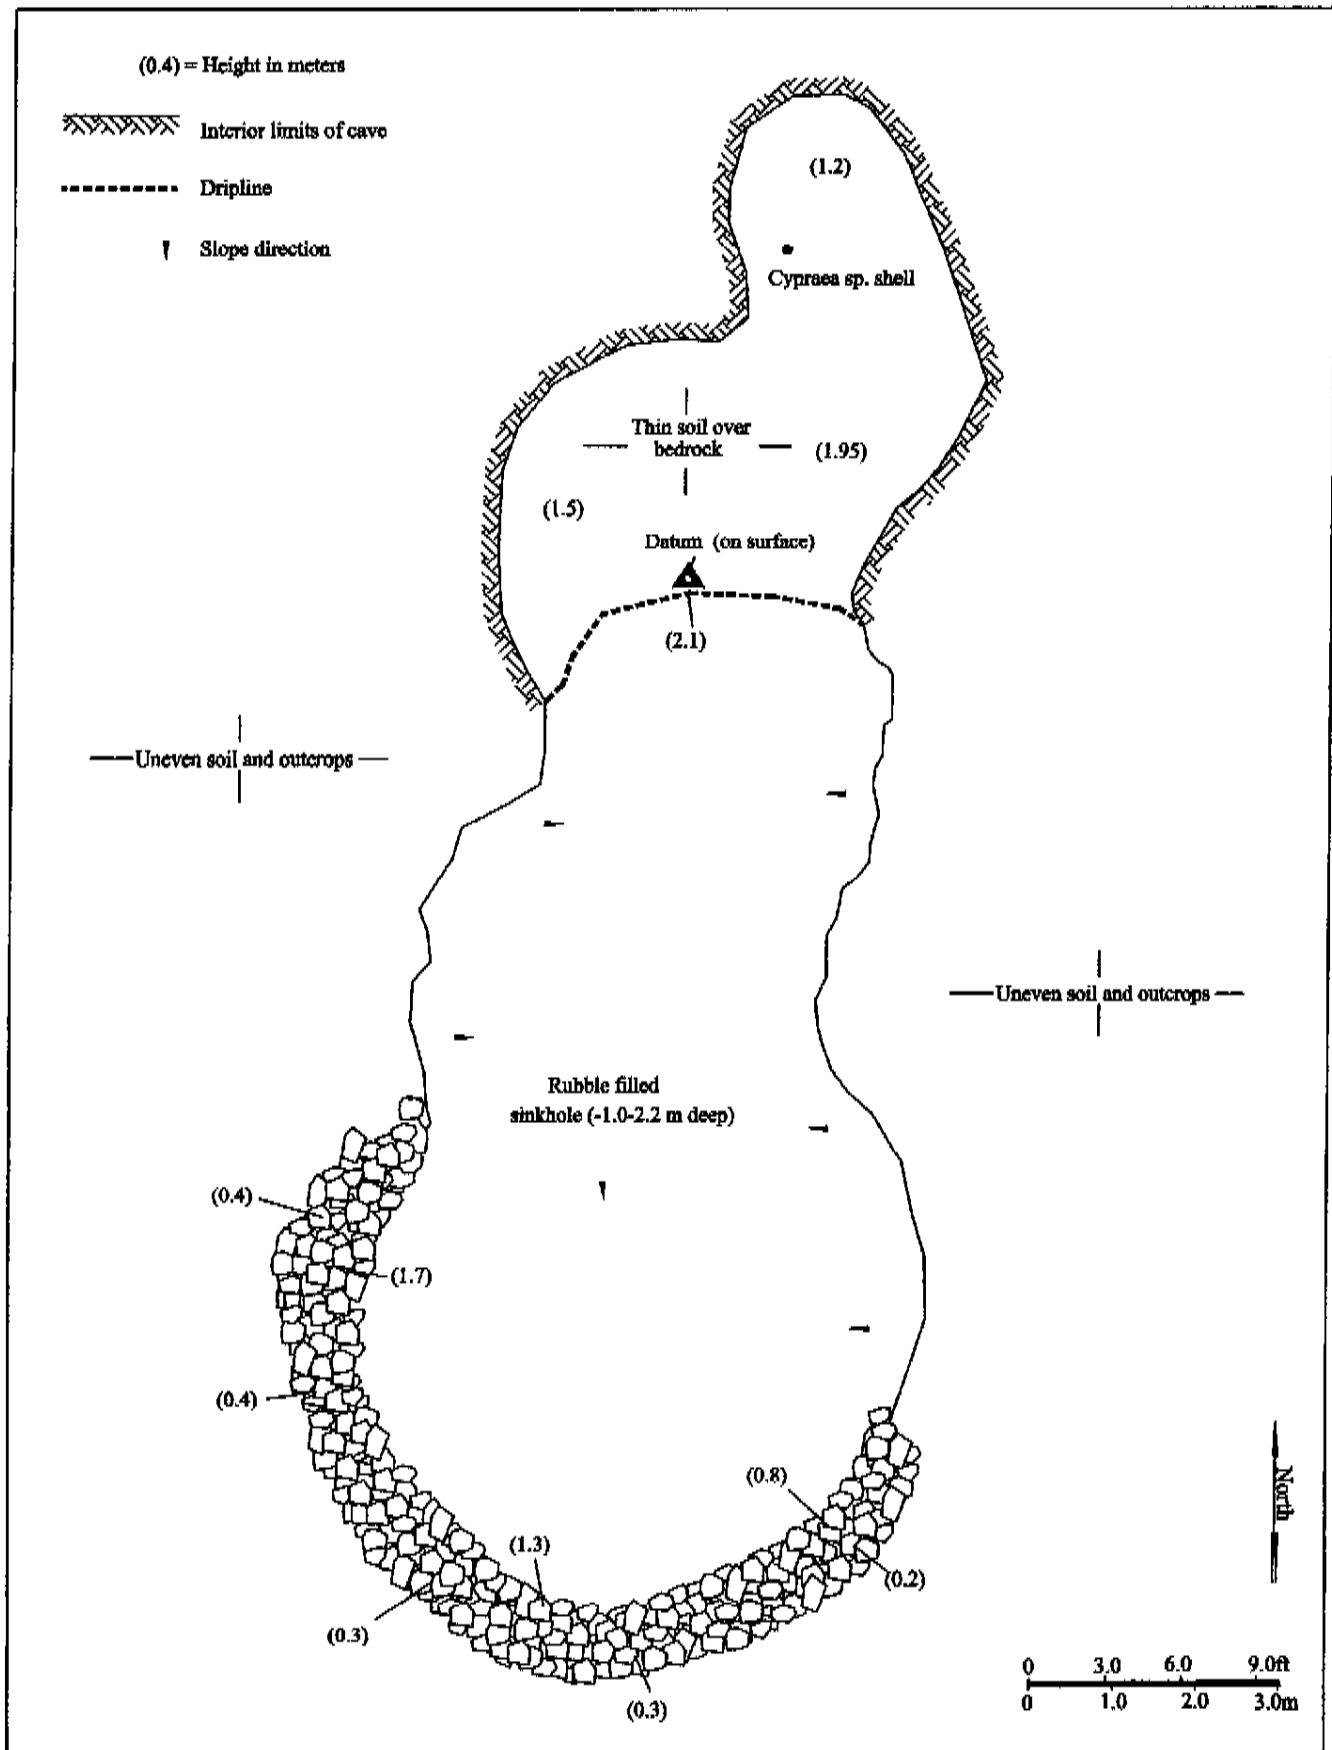 (0.4) = Height in meters
Interior limits of cave
Dripline
Slope direction
(1.2)
Cypraea sp. shell
Thin soil over
bedrock
(1.95)
(1.5)
Datum (on surface)
(2.1)
Uneven soil and outcrops
Uneven soil and outcrops
Rubble filled
sinkhole (-1.0-2.2 m deep)
(0.4)
(1.7)
(0.4)
(0.8)
(1.3)
(0.2)
(0.3)
(0.3)
North
0 3.0 6.0 9.0ft
0 1.0 2.0 3.0m